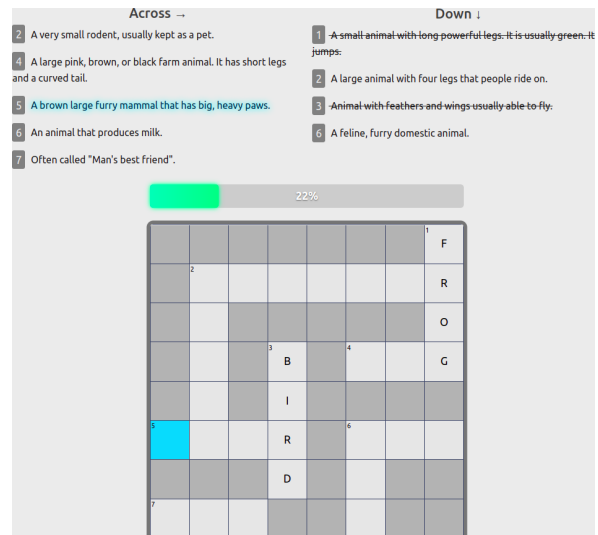 Across →
2 A very small rodent, usually kept as a pet.
4 A large pink, brown, or black farm animal. It has short legs
and a curved tail.
5 A brown large furry mammal that has big, heavy paws.
6 An animal that produces milk.
7 Often called "Man's best friend".
Down ↓
1 A small animal with long powerful legs. It is usually green. It
jumps.
2 A large animal with four legs that people ride on.
3 Animal with feathers and wings usually able to fly.
6 A feline, furry domestic animal.
22%
1 F
2 R
O
3 B 4 G
I
5 R 6
D
7